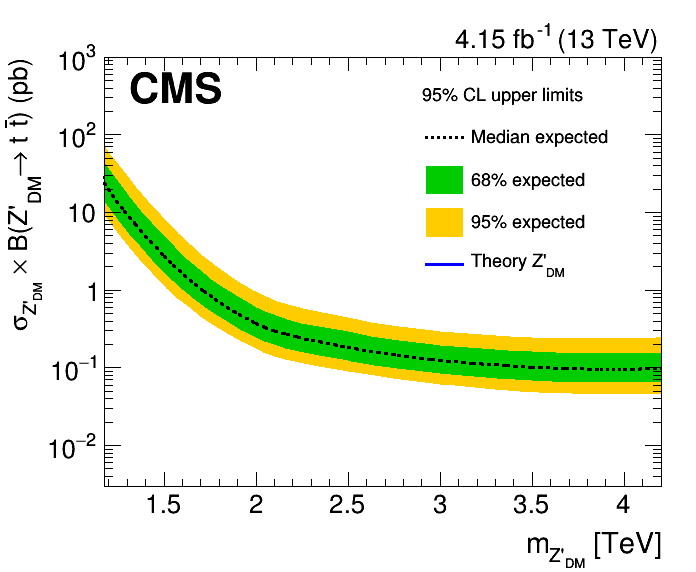 4.15 fb⁻¹ (13 TeV)
CMS
95% CL upper limits
Median expected
68% expected
95% expected
Theory Z'_DM
σ_Z'_DM × B(Z'_DM → t t̄) (pb)
10³
10²
10
1
10⁻¹
10⁻²
1.5 2 2.5 3 3.5 4
m_Z'_DM [TeV]